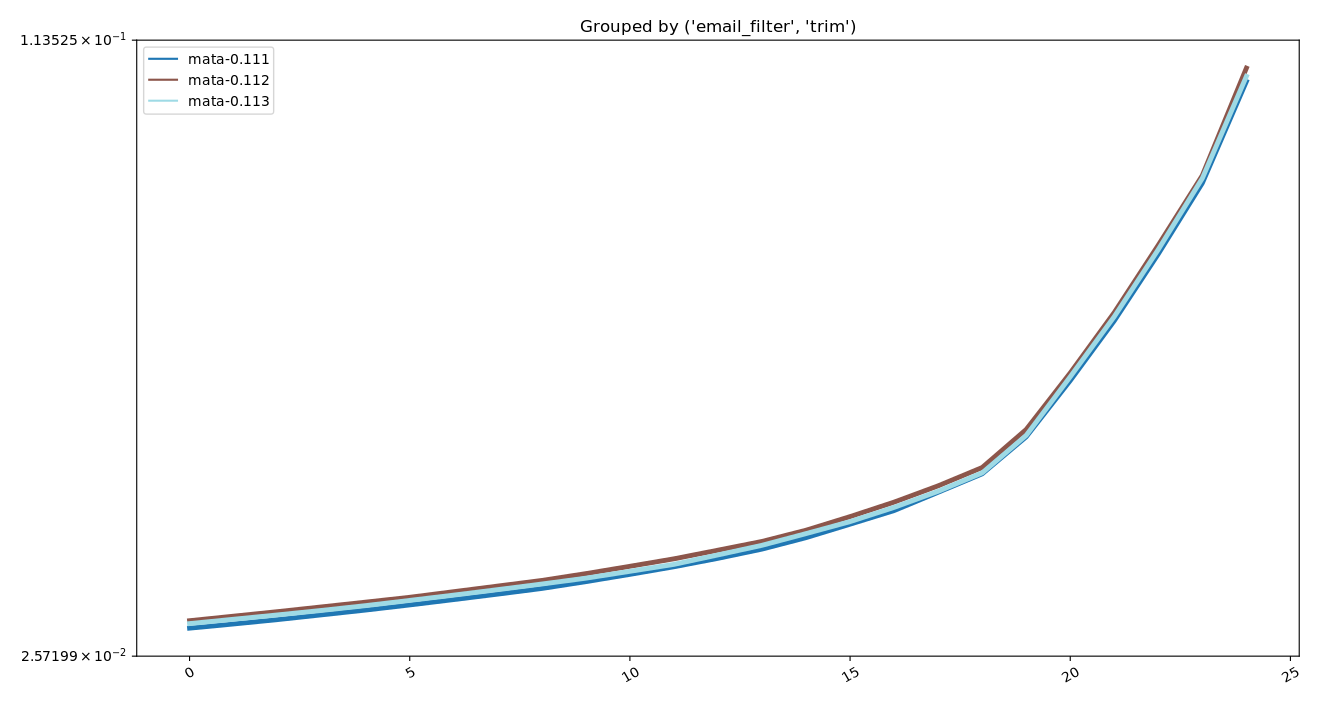 Grouped by ('email_filter', 'trim')
1.13525 × 10⁻¹
mata-0.111
mata-0.112
mata-0.113
2.57199 × 10⁻²
0 5 10 15 20 25